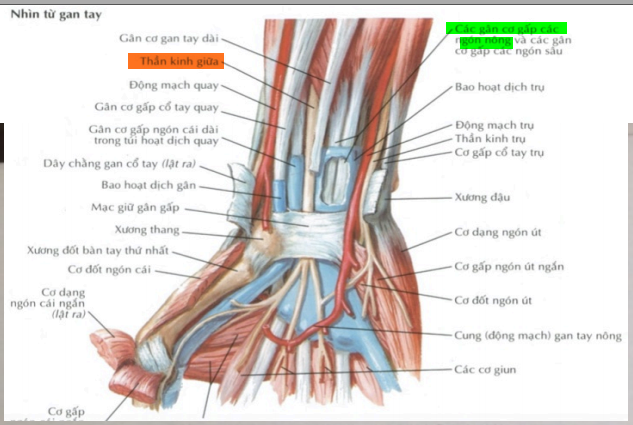 Nhìn từ gan tay
Gân cơ gan tay dài
Thần kinh giữa
Động mạch quay
Gân cơ gấp cổ tay quay
Gân cơ gấp ngón cái dài
trong túi hoạt dịch quay
Dây chằng gan cổ tay (lật ra)
Bao hoạt dịch gân
Mạc giữ gân gấp
Xương thang
Xương đốt bàn tay thứ nhất
Cơ đốt ngón cái
Cơ dạng
ngón cái ngắn
(lật ra)
Cơ gấp
Các gân cơ gấp các
ngón nông và các gân
cơ gấp các ngón sâu
Bao hoạt dịch trụ
Động mạch trụ
Thần kinh trụ
Cơ gấp cổ tay trụ
Xương đậu
Cơ dạng ngón út
Cơ gấp ngón út ngắn
Cơ đốt ngón út
Cung (động mạch) gan tay nông
Các cơ giun